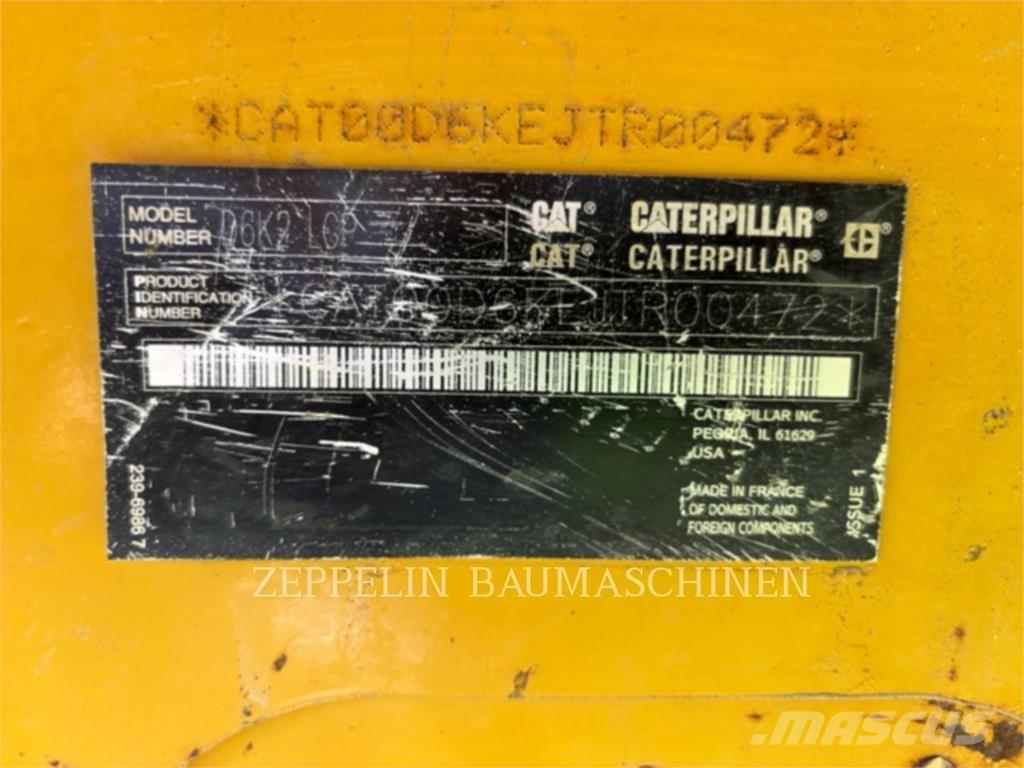 *CAT00D6KEJTR00472*
MODEL NUMBER D6K2 LGP
CAT® CATERPILLAR®
CAT® CATERPILLAR®
PRODUCT
IDENTIFICATION
NUMBER
*CAT00D6KEJTR00472*
CATERPILLAR INC.
PEORIA, IL 61629
USA
MADE IN FRANCE
OF DOMESTIC AND
FOREIGN COMPONENTS
239-6986 7
ISSUE 1
ZEPPELIN BAUMASCHINEN
MASCUS